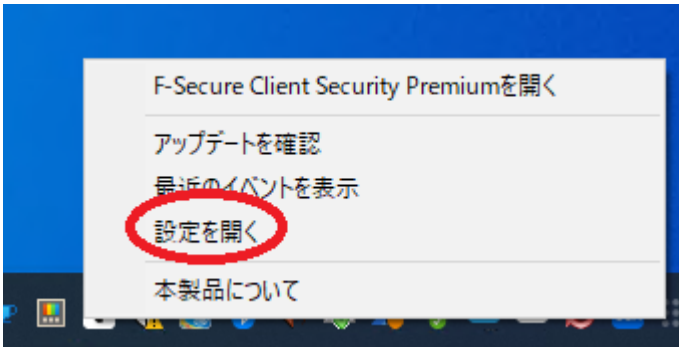 F-Secure Client Security Premiumを開く
アップデートを確認
最近のイベントを表示
設定を開く
本製品について